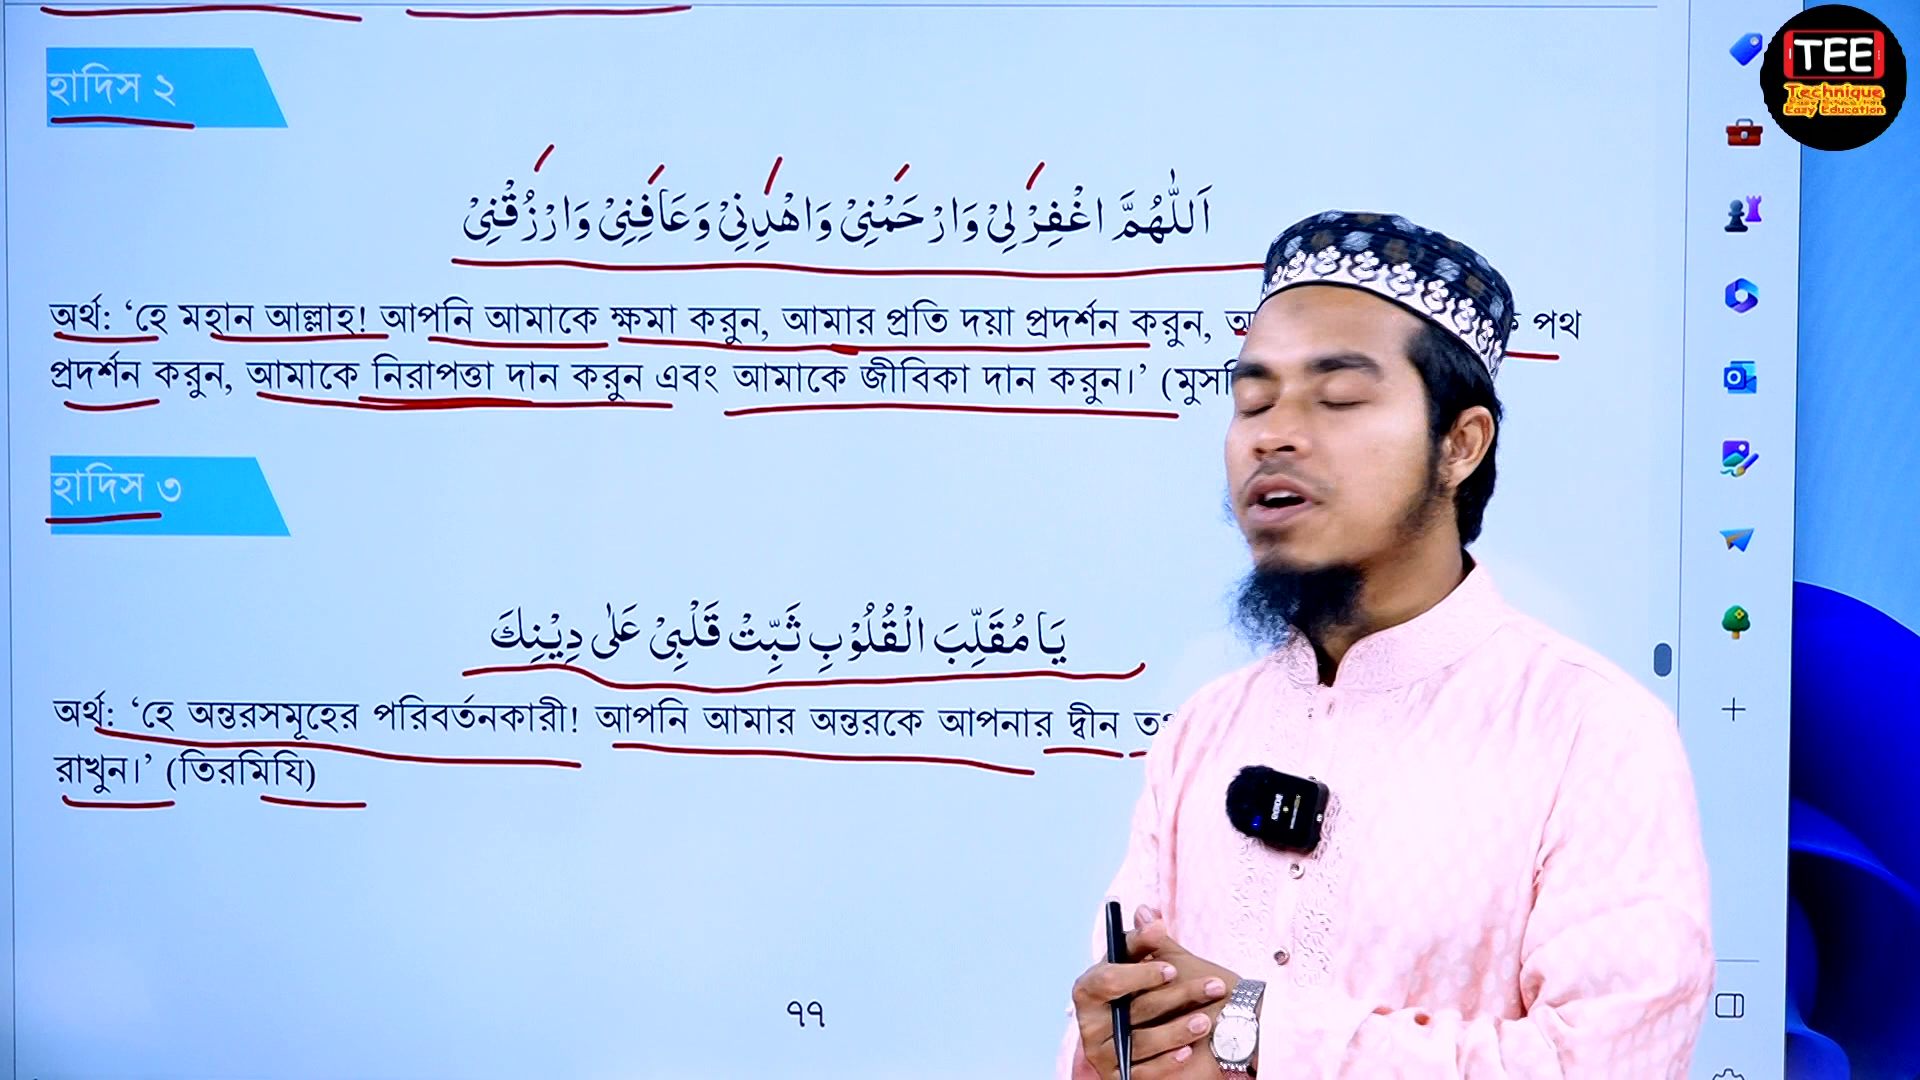 TEE
Technique
Easy Education
হাদিস ২
اَللّٰهُمَّ اغْفِرْ لِىْ وَارْحَمْنِىْ وَاهْدِنِىْ وَعَافِنِىْ وَارْزُقْنِىْ
অর্থ: ‘হে মহান আল্লাহ! আপনি আমাকে ক্ষমা করুন, আমার প্রতি দয়া প্রদর্শন করুন, পথ
প্রদর্শন করুন, আমাকে নিরাপত্তা দান করুন এবং আমাকে জীবিকা দান করুন।’
হাদিস ৩
يَا مُقَلِّبَ الْقُلُوْبِ ثَبِّتْ قَلْبِىْ عَلٰى دِيْنِكَ
অর্থ: ‘হে অন্তরসমূহের পরিবর্তনকারী! আপনি আমার অন্তরকে আপনার দ্বীন
রাখুন।’ (তিরমিযি)
৭৭